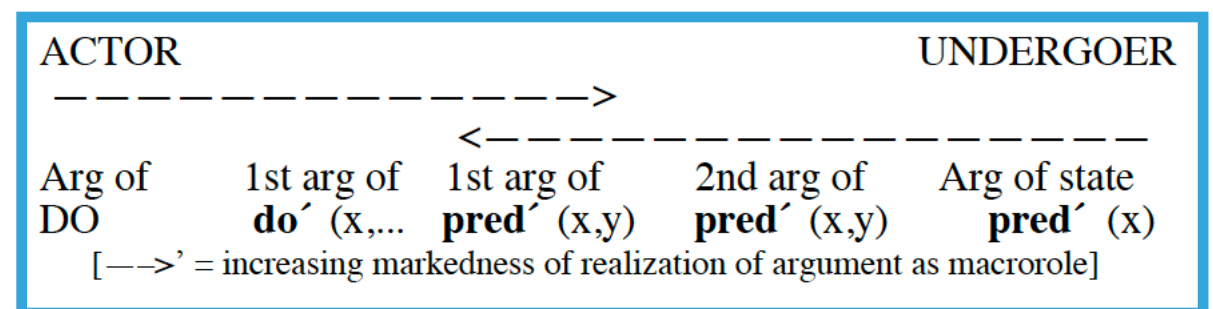 ACTOR UNDERGOER
— — — — — — — — — — — — — —>
<— — — — — — — — — — — — — — — — —
Arg of 1st arg of 1st arg of 2nd arg of Arg of state
DO do´ (x,... pred´ (x,y) pred´ (x,y) pred´ (x)
[—–>’ = increasing markedness of realization of argument as macrorole]